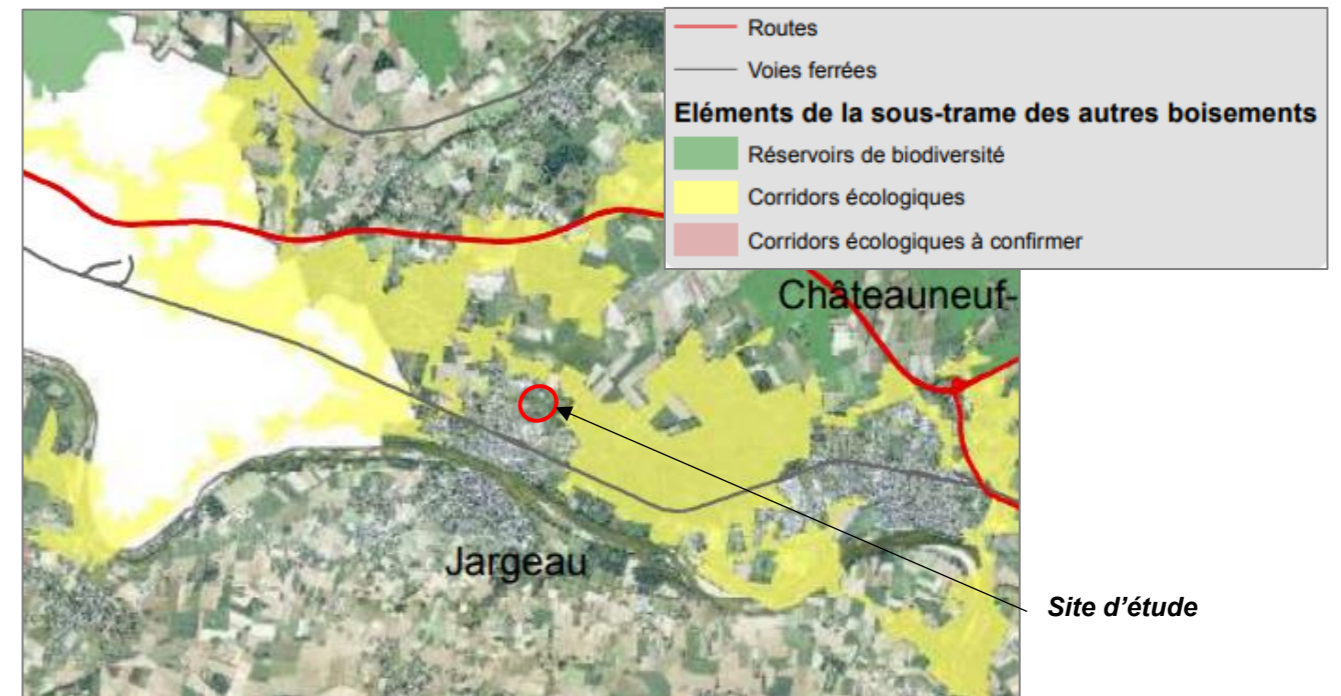 Routes
Voies ferrées
Eléments de la sous-trame des autres boisements
Réservoirs de biodiversité
Corridors écologiques
Corridors écologiques à confirmer
Châteauneuf-
Jargeau
Site d'étude